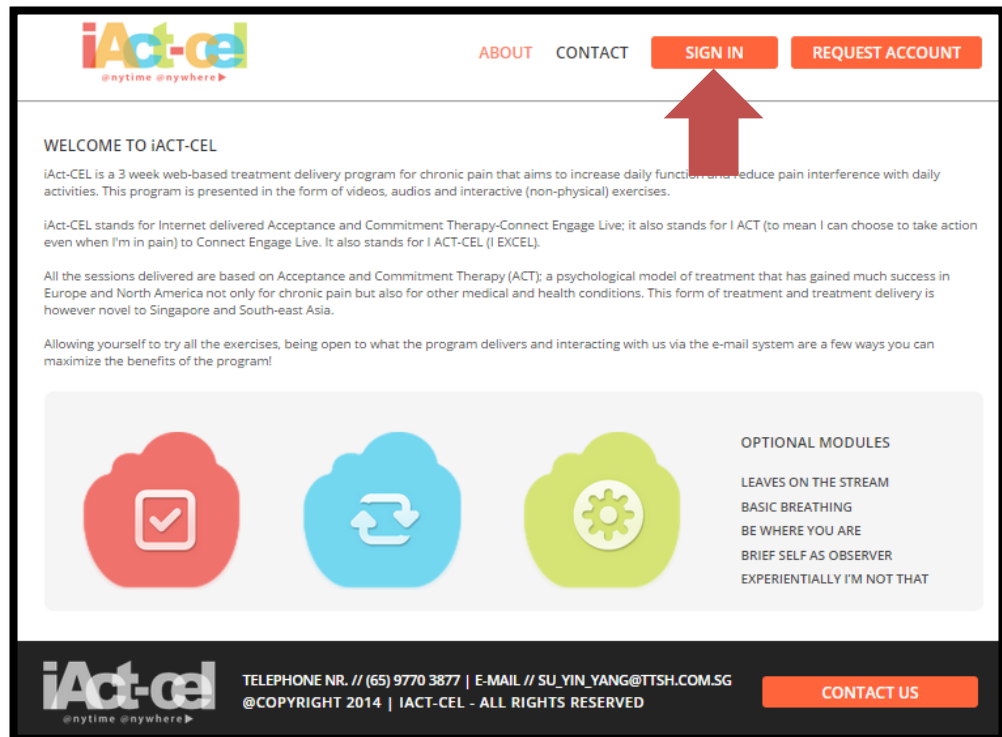 iAct-cel
@nytime @nywhere
ABOUT CONTACT SIGN IN REQUEST ACCOUNT
WELCOME TO iACT-CEL
iAct-CEL is a 3 week web-based treatment delivery program for chronic pain that aims to increase daily function and reduce pain interference with daily
activities. This program is presented in the form of videos, audios and interactive (non-physical) exercises.
iAct-CEL stands for Internet delivered Acceptance and Commitment Therapy-Connect Engage Live; it also stands for I ACT (to mean I can choose to take action
even when I'm in pain) to Connect Engage Live. It also stands for I ACT-CEL (I EXCEL).
All the sessions delivered are based on Acceptance and Commitment Therapy (ACT); a psychological model of treatment that has gained much success in
Europe and North America not only for chronic pain but also for other medical and health conditions. This form of treatment and treatment delivery is
however novel to Singapore and South-east Asia.
Allowing yourself to try all the exercises, being open to what the program delivers and interacting with us via the e-mail system are a few ways you can
maximize the benefits of the program!
OPTIONAL MODULES
LEAVES ON THE STREAM
BASIC BREATHING
BE WHERE YOU ARE
BRIEF SELF AS OBSERVER
EXPERIENTIALLY I'M NOT THAT
iAct-cel
@nytime @nywhere
TELEPHONE NR. // (65) 9770 3877 | E-MAIL // SU_YIN_YANG@TTSH.COM.SG
@COPYRIGHT 2014 | IACT-CEL - ALL RIGHTS RESERVED
CONTACT US